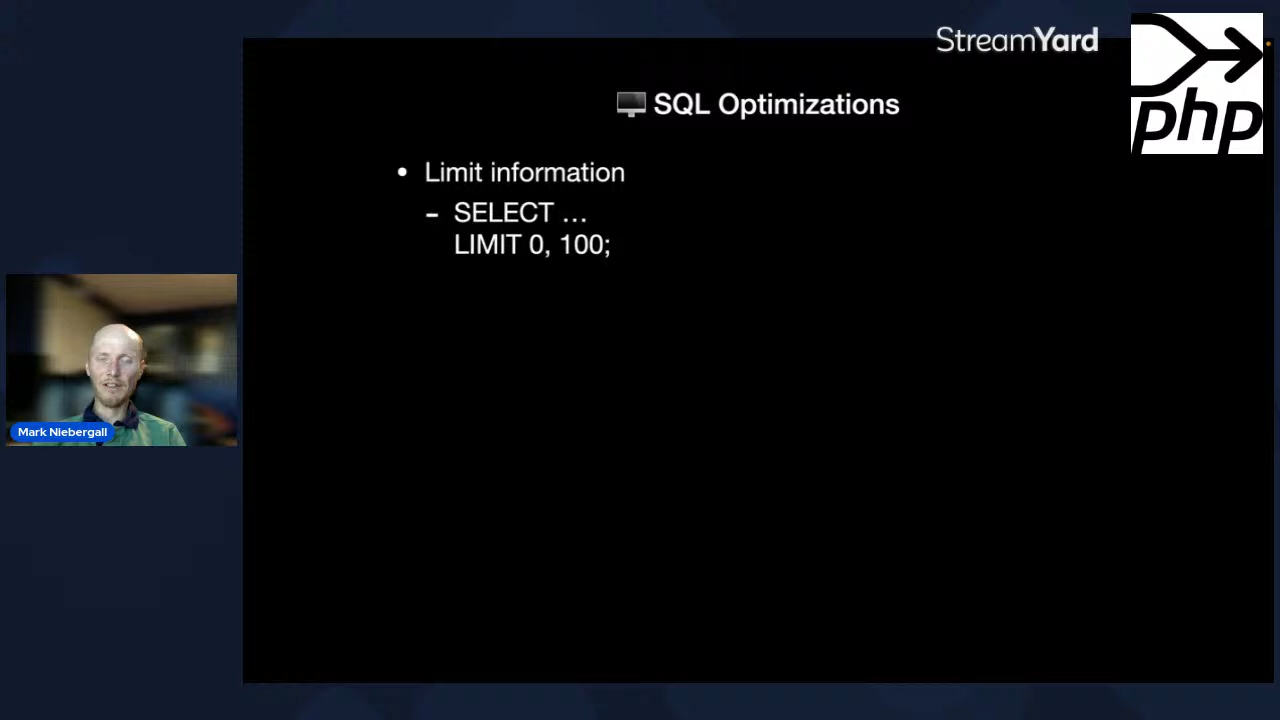 StreamYard
php
🖥️ SQL Optimizations
• Limit information
– SELECT …
LIMIT 0, 100;
Mark Niebergall